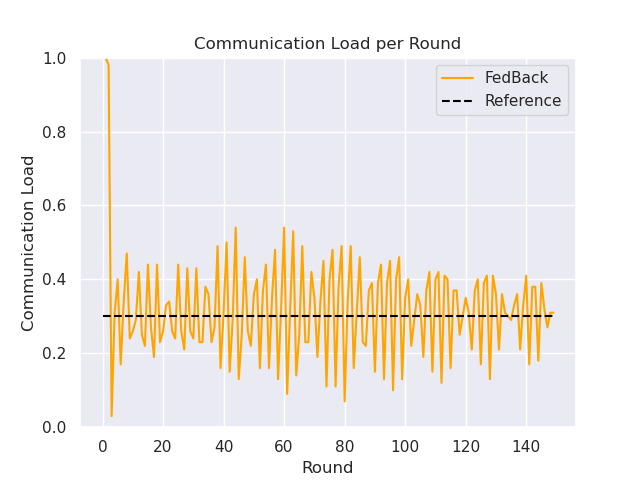 Communication Load per Round
FedBack
Reference
Communication Load
1.0
0.8
0.6
0.4
0.2
0.0
0 20 40 60 80 100 120 140
Round